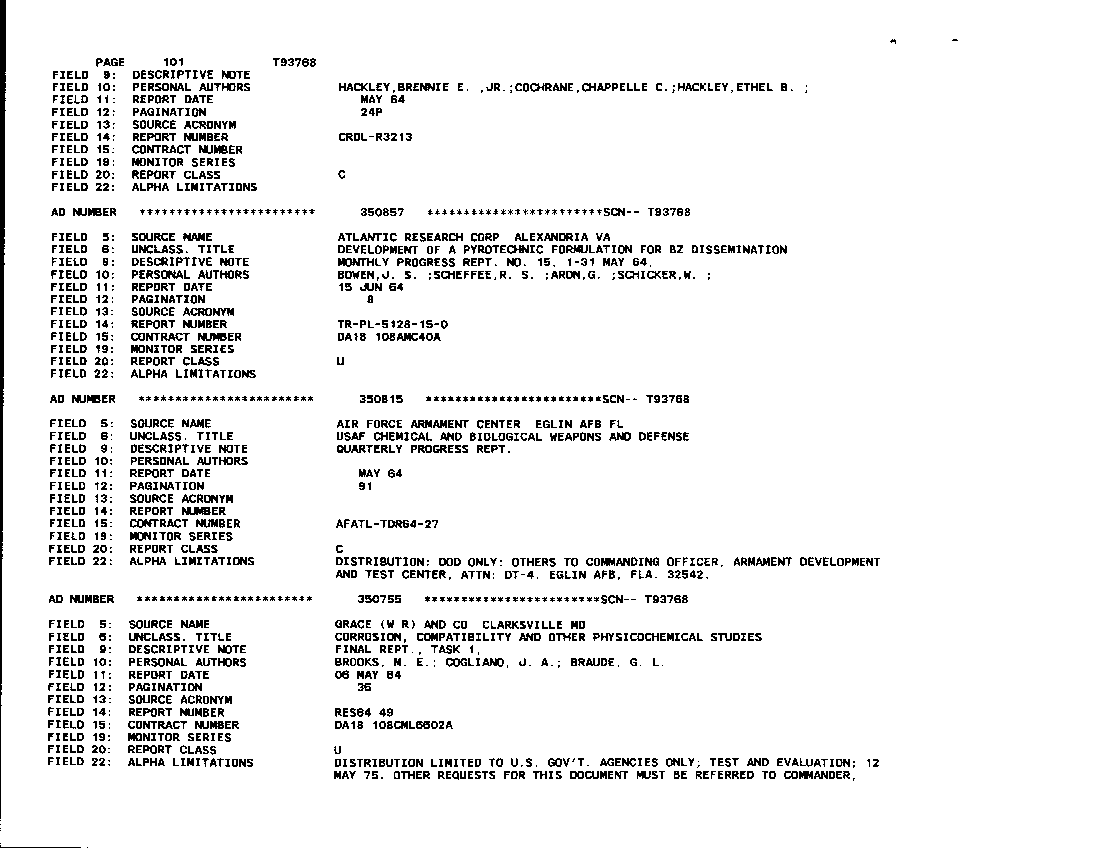 PAGE 101 T93768
FIELD 9: DESCRIPTIVE NOTE
FIELD 10: PERSONAL AUTHORS HACKLEY,BRENNIE E. ,JR.;COCHRANE,CHAPPELLE C.;HACKLEY,ETHEL B. ;
FIELD 11: REPORT DATE MAY 64
FIELD 12: PAGINATION 24P
FIELD 13: SOURCE ACRONYM
FIELD 14: REPORT NUMBER CRDL-R3213
FIELD 15: CONTRACT NUMBER
FIELD 19: MONITOR SERIES
FIELD 20: REPORT CLASS C
FIELD 22: ALPHA LIMITATIONS
AD NUMBER ************************ 350857 ************************SCN-- T93768
FIELD 5: SOURCE NAME ATLANTIC RESEARCH CORP ALEXANDRIA VA
FIELD 6: UNCLASS. TITLE DEVELOPMENT OF A PYROTECHNIC FORMULATION FOR BZ DISSEMINATION
FIELD 9: DESCRIPTIVE NOTE MONTHLY PROGRESS REPT. NO. 15, 1-31 MAY 64,
FIELD 10: PERSONAL AUTHORS BOWEN,J. S. ;SCHEFFEE,R. S. ;ARON,G. ;SCHICKER,W. ;
FIELD 11: REPORT DATE 15 JUN 64
FIELD 12: PAGINATION 8
FIELD 13: SOURCE ACRONYM
FIELD 14: REPORT NUMBER TR-PL-5128-15-0
FIELD 15: CONTRACT NUMBER DA18 108AMC40A
FIELD 19: MONITOR SERIES
FIELD 20: REPORT CLASS U
FIELD 22: ALPHA LIMITATIONS
AD NUMBER ************************ 350815 ************************SCN-- T93768
FIELD 5: SOURCE NAME AIR FORCE ARMAMENT CENTER EGLIN AFB FL
FIELD 6: UNCLASS. TITLE USAF CHEMICAL AND BIOLOGICAL WEAPONS AND DEFENSE
FIELD 9: DESCRIPTIVE NOTE QUARTERLY PROGRESS REPT.
FIELD 10: PERSONAL AUTHORS
FIELD 11: REPORT DATE MAY 64
FIELD 12: PAGINATION 91
FIELD 13: SOURCE ACRONYM
FIELD 14: REPORT NUMBER
FIELD 15: CONTRACT NUMBER AFATL-TDR64-27
FIELD 19: MONITOR SERIES
FIELD 20: REPORT CLASS C
FIELD 22: ALPHA LIMITATIONS DISTRIBUTION: DOD ONLY: OTHERS TO COMMANDING OFFICER, ARMAMENT DEVELOPMENT
AND TEST CENTER, ATTN: DT-4, EGLIN AFB, FLA. 32542.
AD NUMBER ************************ 350755 ************************SCN-- T93768
FIELD 5: SOURCE NAME GRACE (W R) AND CO CLARKSVILLE MD
FIELD 6: UNCLASS. TITLE CORROSION, COMPATIBILITY AND OTHER PHYSICOCHEMICAL STUDIES
FIELD 9: DESCRIPTIVE NOTE FINAL REPT., TASK 1,
FIELD 10: PERSONAL AUTHORS BROOKS, M. E.; COGLIANO, J. A.; BRAUDE, G. L.
FIELD 11: REPORT DATE 06 MAY 64
FIELD 12: PAGINATION 36
FIELD 13: SOURCE ACRONYM
FIELD 14: REPORT NUMBER RES64 49
FIELD 15: CONTRACT NUMBER DA18 108CML6602A
FIELD 19: MONITOR SERIES
FIELD 20: REPORT CLASS U
FIELD 22: ALPHA LIMITATIONS DISTRIBUTION LIMITED TO U.S. GOV'T. AGENCIES ONLY; TEST AND EVALUATION; 12
MAY 75. OTHER REQUESTS FOR THIS DOCUMENT MUST BE REFERRED TO COMMANDER,